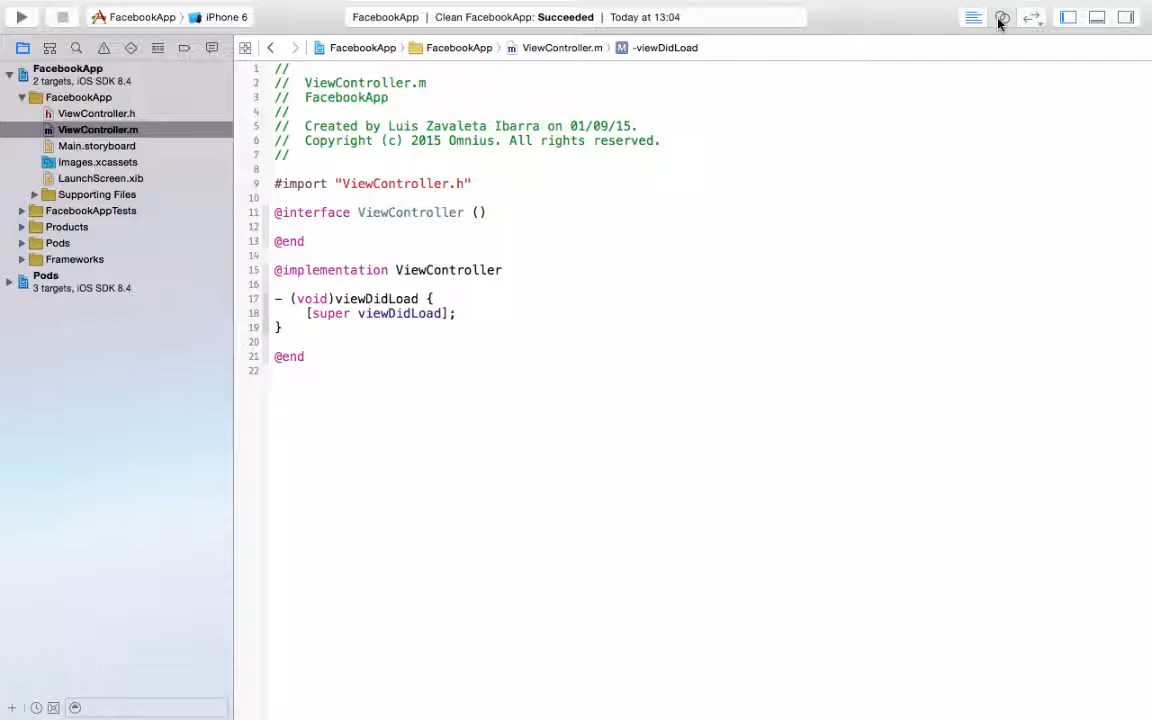 FacebookApp > iPhone 6
FacebookApp | Clean FacebookApp: Succeeded | Today at 13:04
FacebookApp > FacebookApp > ViewController.m > -viewDidLoad
FacebookApp
2 targets, iOS SDK 8.4
FacebookApp
ViewController.h
ViewController.m
Main.storyboard
Images.xcassets
LaunchScreen.xib
Supporting Files
FacebookAppTests
Products
Pods
Frameworks
Pods
3 targets, iOS SDK 8.4
1 //
2 //  ViewController.m
3 //  FacebookApp
4 //
5 //  Created by Luis Zavaleta Ibarra on 01/09/15.
6 //  Copyright (c) 2015 Omnius. All rights reserved.
7 //
8
9 #import "ViewController.h"
10
11 @interface ViewController ()
12
13 @end
14
15 @implementation ViewController
16
17 - (void)viewDidLoad {
18     [super viewDidLoad];
19 }
20
21 @end
22